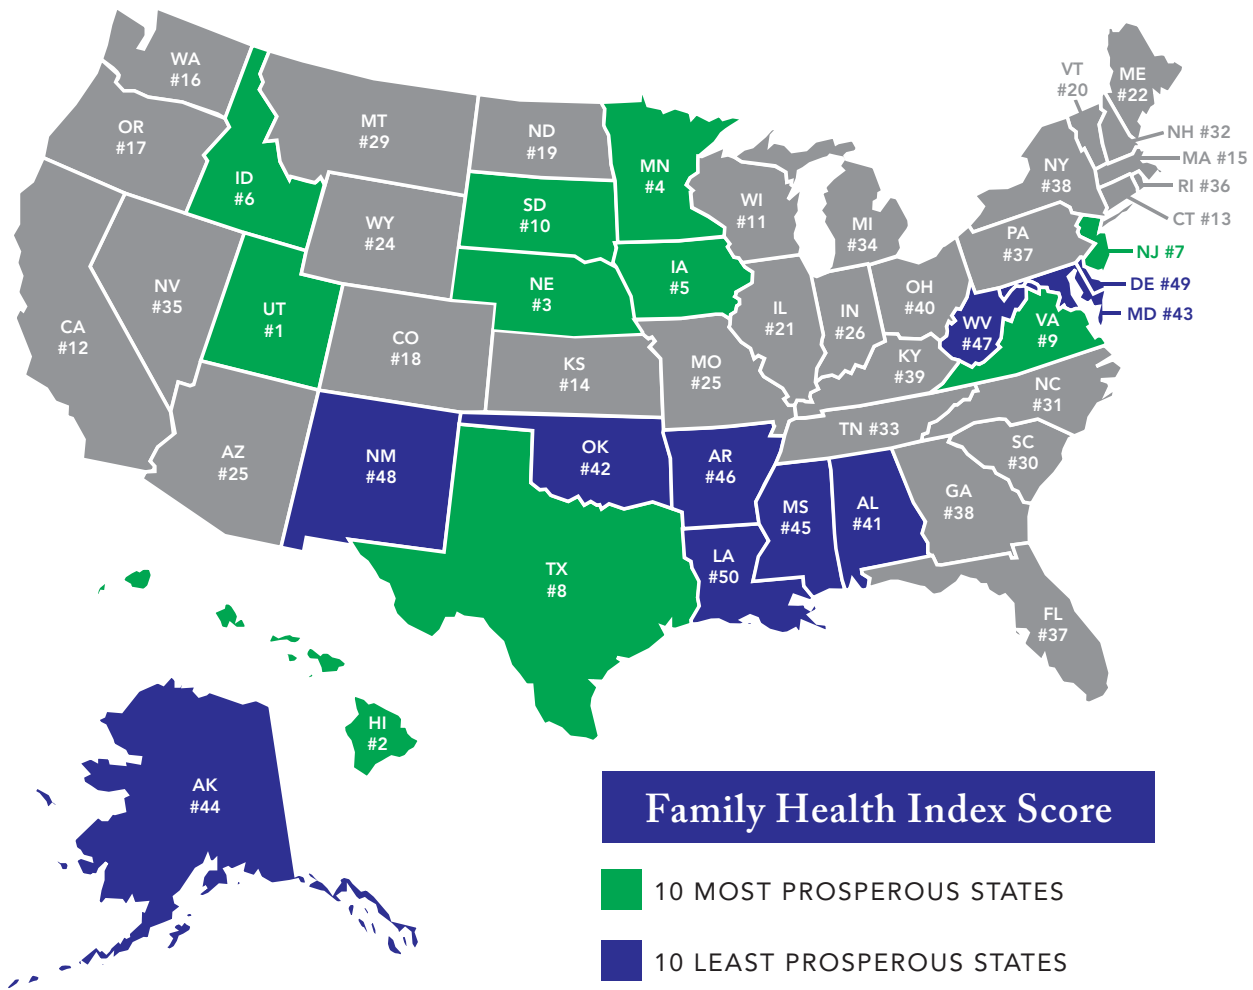 WA
#16
OR
#17
CA
#12
NV
#35
ID
#6
MT
#29
WY
#24
UT
#1
AZ
#25
CO
#18
NM
#48
ND
#19
SD
#10
NE
#3
KS
#14
OK
#42
TX
#8
MN
#4
IA
#5
MO
#25
AR
#46
LA
#50
WI
#11
IL
#21
MI
#34
IN
#26
OH
#40
KY
#39
TN #33
MS
#45
AL
#41
GA
#38
FL
#37
SC
#30
NC
#31
VA
#9
WV
#47
PA
#37
NY
#38
VT
#20
ME
#22
NH #32
MA #15
RI #36
CT #13
NJ #7
DE #49
MD #43
HI
#2
AK
#44
Family Health Index Score
10 MOST PROSPEROUS STATES
10 LEAST PROSPEROUS STATES